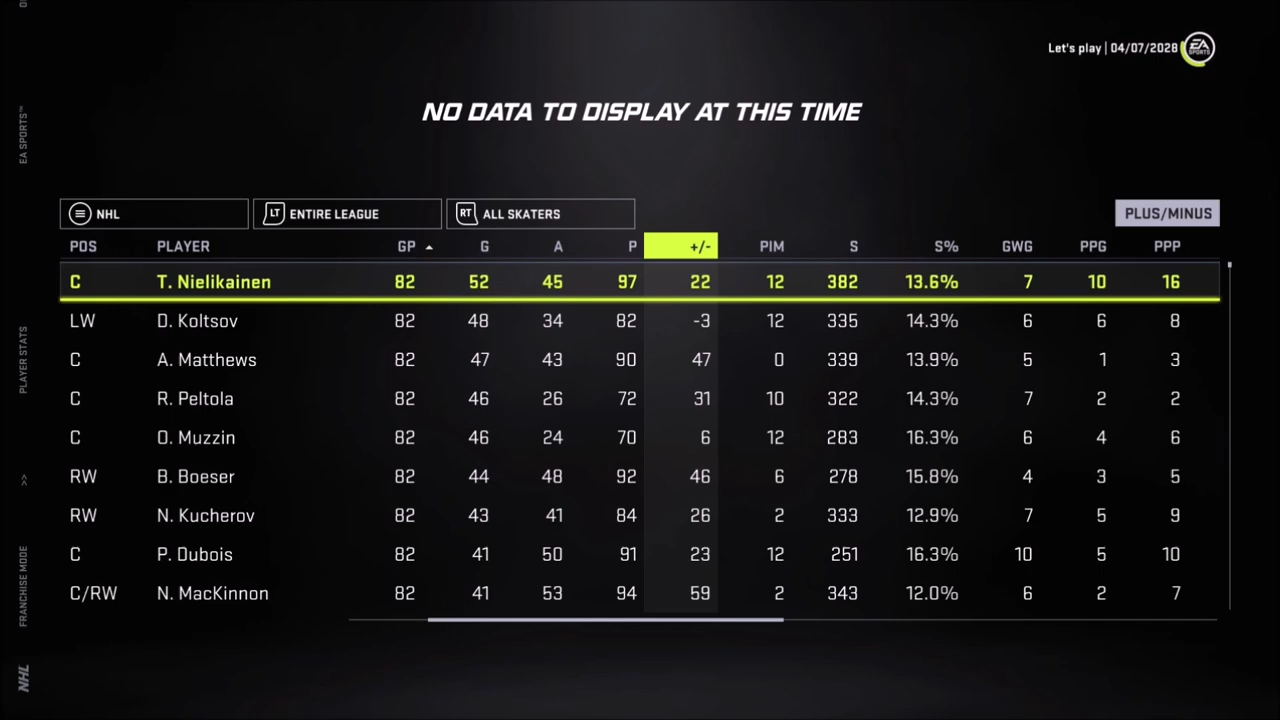 Let's play | 04/07/2028 EA SPORTS
NO DATA TO DISPLAY AT THIS TIME
NHL LT ENTIRE LEAGUE RT ALL SKATERS PLUS/MINUS
POS PLAYER GP G A P +/- PIM S S% GWG PPG PPP
C T. Nielikainen 82 52 45 97 22 12 382 13.6% 7 10 16
LW D. Koltsov 82 48 34 82 -3 12 335 14.3% 6 6 8
C A. Matthews 82 47 43 90 47 0 339 13.9% 5 1 3
C R. Peltola 82 46 26 72 31 10 322 14.3% 7 2 2
C O. Muzzin 82 46 24 70 6 12 283 16.3% 6 4 6
RW B. Boeser 82 44 48 92 46 6 278 15.8% 4 3 5
RW N. Kucherov 82 43 41 84 26 2 333 12.9% 7 5 9
C P. Dubois 82 41 50 91 23 12 251 16.3% 10 5 10
C/RW N. MacKinnon 82 41 53 94 59 2 343 12.0% 6 2 7
NHL FRANCHISE MODE >> PLAYER STATS EA SPORTS™